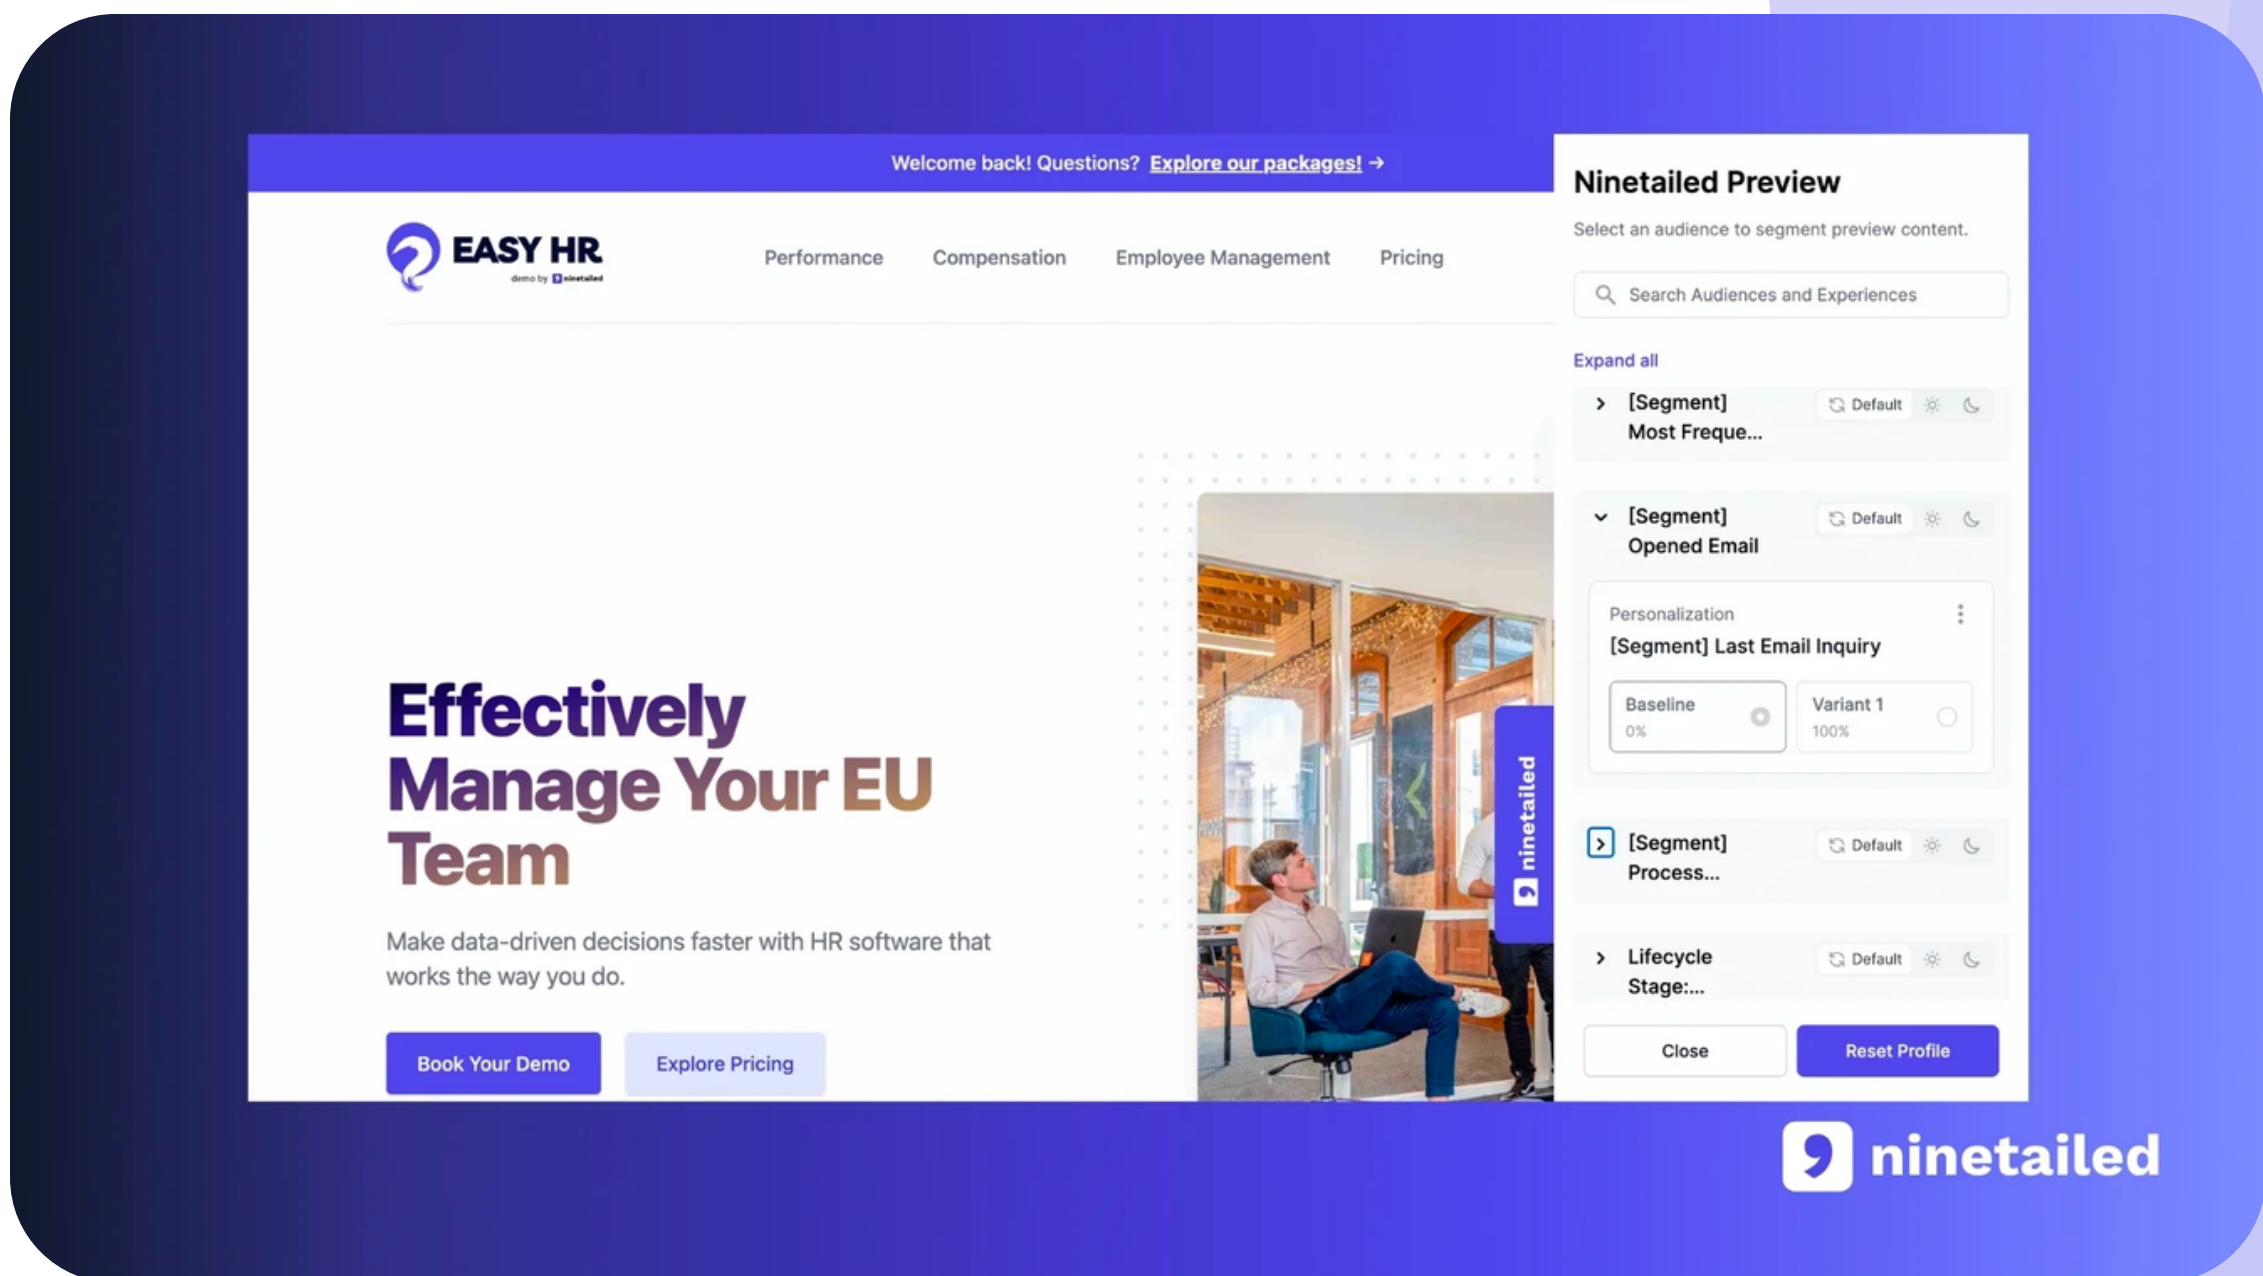 Welcome back! Questions? Explore our packages! →
EASY HR
demo by ninetailed
Performance Compensation Employee Management Pricing
Effectively
Manage Your EU
Team
Make data-driven decisions faster with HR software that
works the way you do.
Book Your Demo Explore Pricing
ninetailed
Ninetailed Preview
Select an audience to segment preview content.
Search Audiences and Experiences
Expand all
[Segment] Default
Most Freque...
[Segment] Default
Opened Email
Personalization
[Segment] Last Email Inquiry
Baseline Variant 1
0% 100%
[Segment] Default
Process...
Lifecycle Default
Stage:...
Close Reset Profile
ninetailed